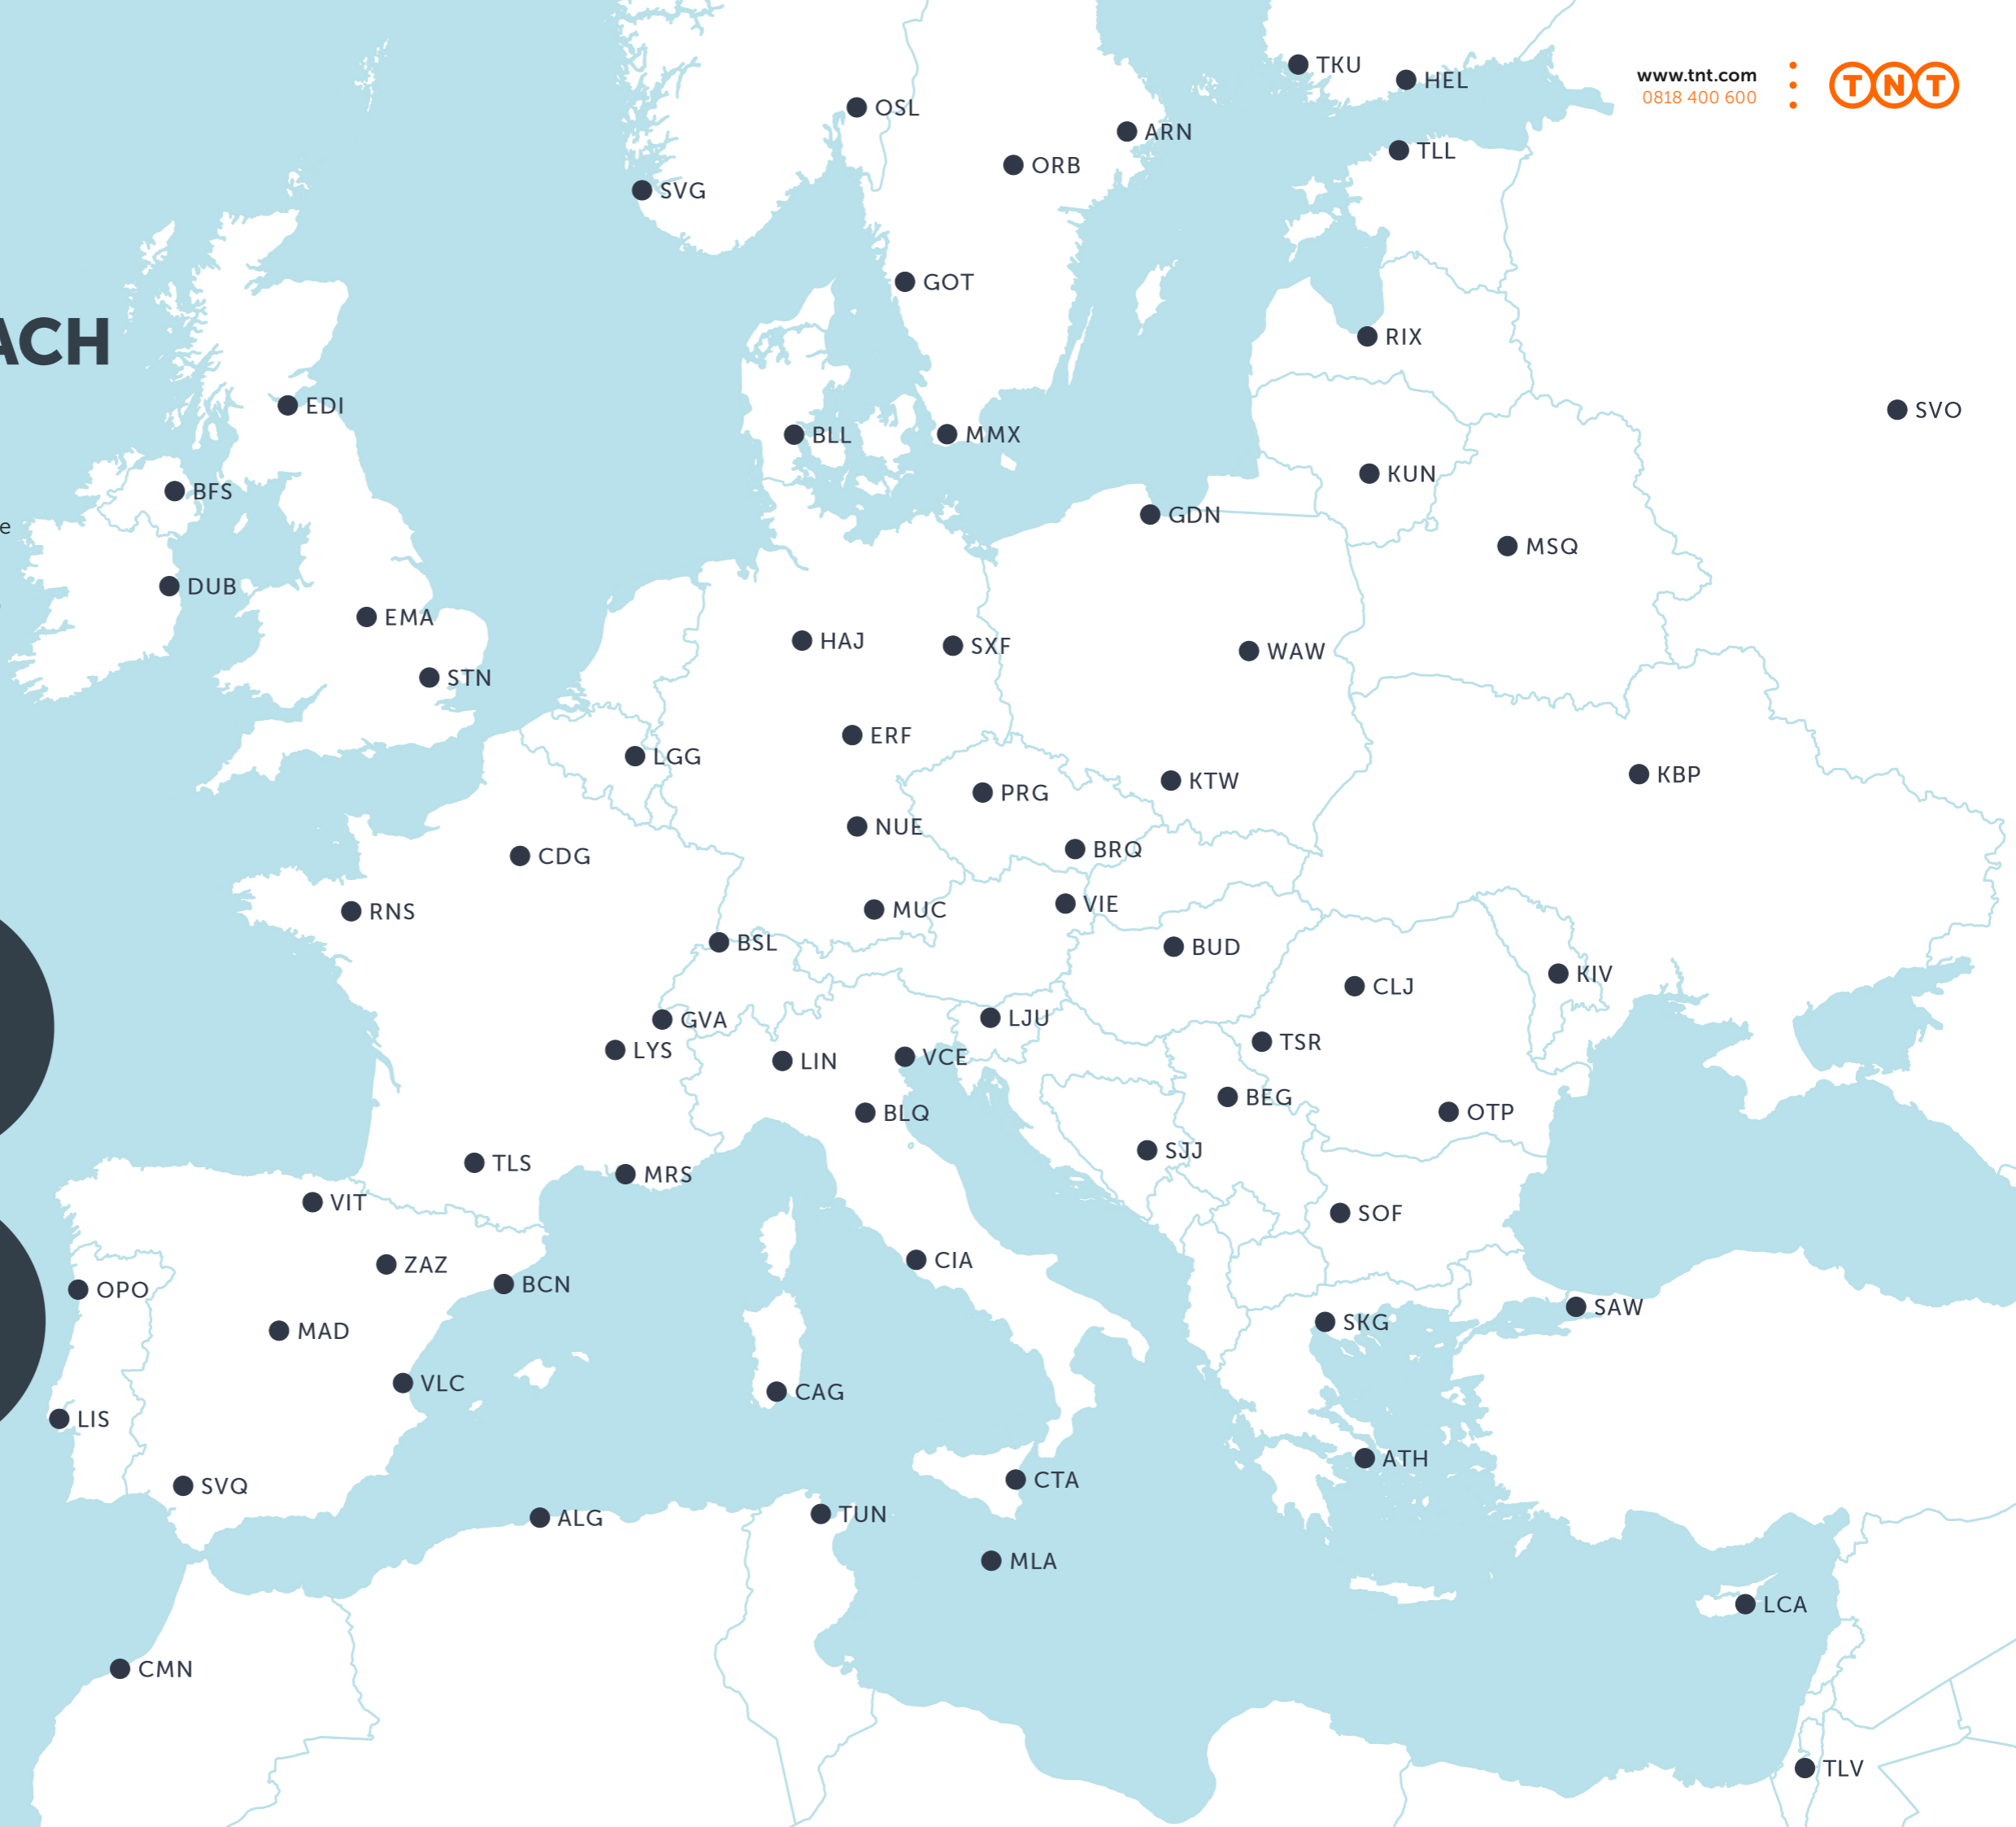 TKU
HEL
www.tnt.com
0818 400 600
TNT
OSL
ARN
TLL
ORB
SVG
GOT
ACH
RIX
EDI
SVO
BLL
MMX
KUN
BFS
GDN
e
MSQ
DUB
EMA
HAJ
SXF
WAW
STN
ERF
LGG
KBP
KTW
PRG
NUE
BRQ
CDG
VIE
MUC
RNS
BSL
BUD
KIV
CLJ
LJU
GVA
TSR
LYS
VCE
LIN
BEG
OTP
BLQ
SJJ
TLS
MRS
VIT
SOF
CIA
ZAZ
BCN
OPO
SAW
SKG
MAD
VLC
CAG
LIS
ATH
CTA
SVQ
TUN
ALG
MLA
LCA
CMN
TLV